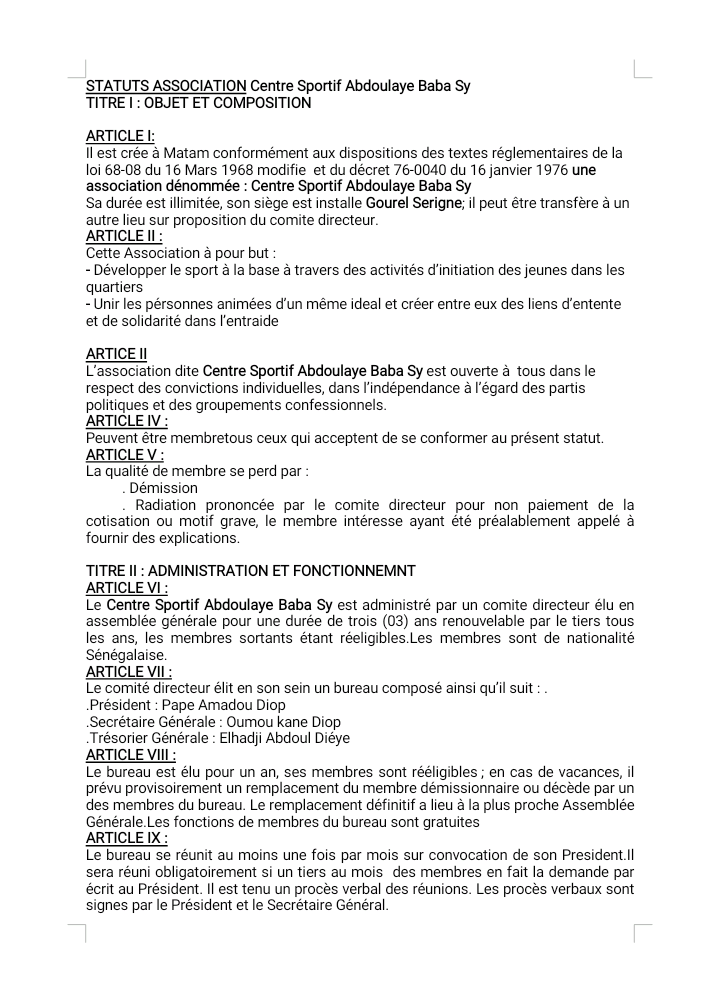 STATUTS ASSOCIATION Centre Sportif Abdoulaye Baba Sy
TITRE I : OBJET ET COMPOSITION
ARTICLE I:
Il est crée à Matam conformément aux dispositions des textes réglementaires de la
loi 68-08 du 16 Mars 1968 modifie et du décret 76-0040 du 16 janvier 1976 une
association dénommée : Centre Sportif Abdoulaye Baba Sy
Sa durée est illimitée, son siège est installe Gourel Serigne; il peut être transfère à un
autre lieu sur proposition du comite directeur.
ARTICLE II :
Cette Association à pour but :
- Développer le sport à la base à travers des activités d’initiation des jeunes dans les
quartiers
- Unir les pérsonnes animées d’un même ideal et créer entre eux des liens d’entente
et de solidarité dans l’entraide
ARTICE II
L’association dite Centre Sportif Abdoulaye Baba Sy est ouverte à tous dans le
respect des convictions individuelles, dans l’indépendance à l’égard des partis
politiques et des groupements confessionnels.
ARTICLE IV :
Peuvent être membretous ceux qui acceptent de se conformer au présent statut.
ARTICLE V :
La qualité de membre se perd par :
. Démission
. Radiation prononcée par le comite directeur pour non paiement de la
cotisation ou motif grave, le membre intéresse ayant été préalablement appelé à
fournir des explications.
TITRE II : ADMINISTRATION ET FONCTIONNEMNT
ARTICLE VI :
Le Centre Sportif Abdoulaye Baba Sy est administré par un comite directeur élu en
assemblée générale pour une durée de trois (03) ans renouvelable par le tiers tous
les ans, les membres sortants étant réeligibles.Les membres sont de nationalité
Sénégalaise.
ARTICLE VII :
Le comité directeur élit en son sein un bureau composé ainsi qu’il suit : .
.Président : Pape Amadou Diop
.Secrétaire Générale : Oumou kane Diop
.Trésorier Générale : Elhadji Abdoul Diéye
ARTICLE VIII :
Le bureau est élu pour un an, ses membres sont rééligibles ; en cas de vacances, il
prévu provisoirement un remplacement du membre démissionnaire ou décède par un
des membres du bureau. Le remplacement définitif a lieu à la plus proche Assemblée
Générale.Les fonctions de membres du bureau sont gratuites
ARTICLE IX :
Le bureau se réunit au moins une fois par mois sur convocation de son President.Il
sera réuni obligatoirement si un tiers au mois des membres en fait la demande par
écrit au Président. Il est tenu un procès verbal des réunions. Les procès verbaux sont
signes par le Président et le Secrétaire Général.